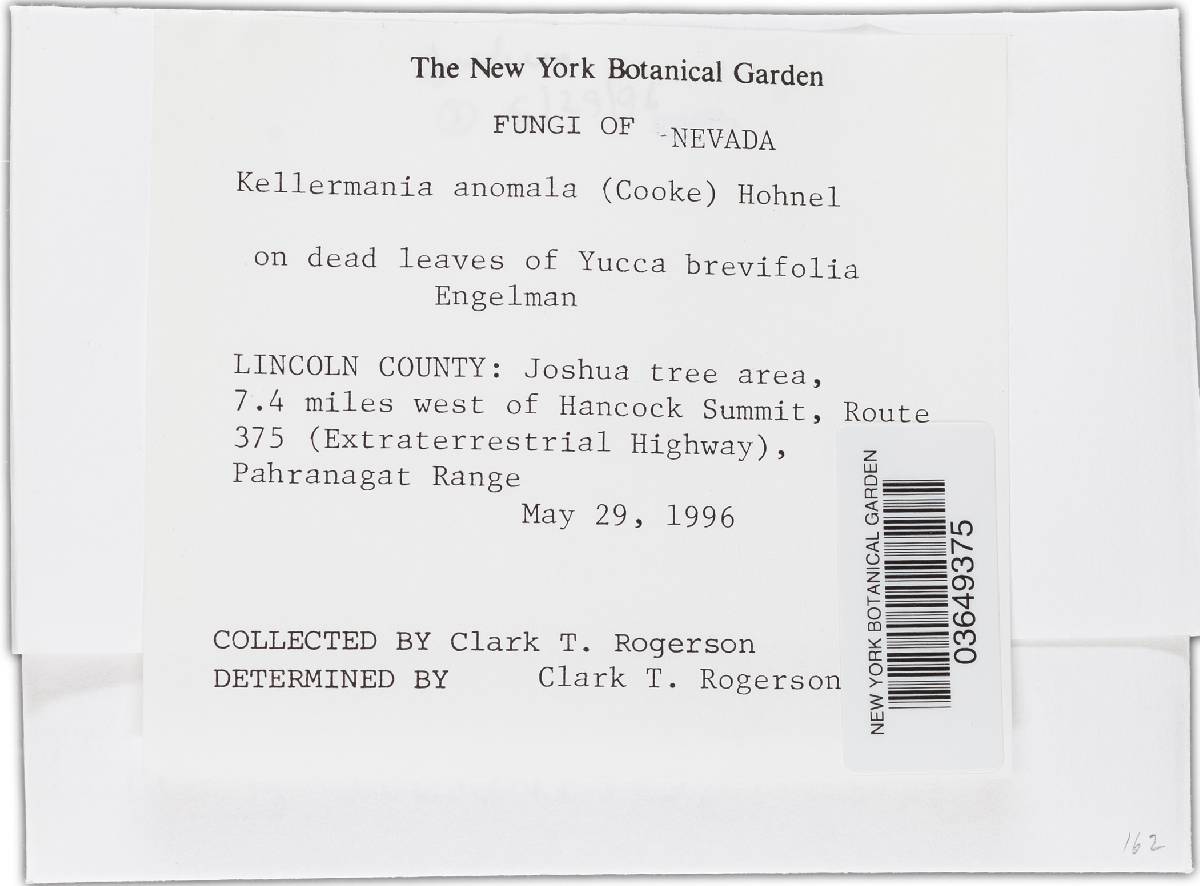 The New York Botanical Garden
FUNGI OF NEVADA
Kellermania anomala (Cooke) Hohnel
on dead leaves of Yucca brevifolia
Engelman
LINCOLN COUNTY: Joshua tree area,
7.4 miles west of Hancock Summit, Route
375 (Extraterrestrial Highway),
Pahranagat Range
May 29, 1996
COLLECTED BY Clark T. Rogerson
DETERMINED BY Clark T. Rogerson
NEW YORK BOTANICAL GARDEN
03649375
162